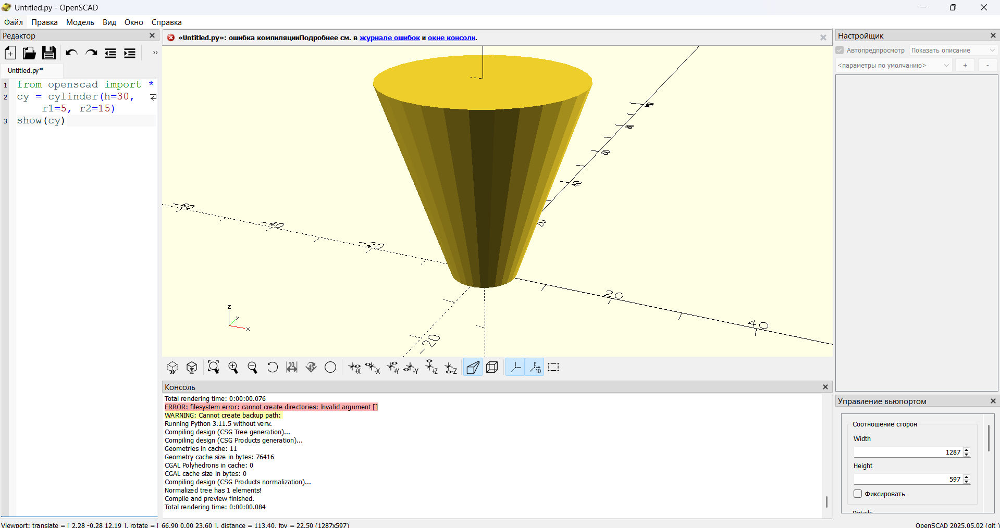 Untitled.py - OpenSCAD
Файл Правка Модель Вид Окно Справка
Редактор
Untitled.py*
1 from openscad import *
2 cy = cylinder(h=30,
r1=5, r2=15)
3 show(cy)
«Untitled.py»: ошибка компиляцииПодробнее см. в журнале ошибок и окне консоли.
-60
-40
-20
20
40
-20
20
40
60
80
Z
Y
X
10
45
+X
-X
+Y
-Y
+Z
-Z
10
Консоль
Total rendering time: 0:00:00.076
ERROR: filesystem error: cannot create directories: Invalid argument []
WARNING: Cannot create backup path:
Running Python 3.11.5 without venv.
Compiling design (CSG Tree generation)...
Compiling design (CSG Products generation)...
Geometries in cache: 11
Geometry cache size in bytes: 76416
CGAL Polyhedrons in cache: 0
CGAL cache size in bytes: 0
Compiling design (CSG Products normalization)...
Normalized tree has 1 elements!
Compile and preview finished.
Total rendering time: 0:00:00.084
Настройщик
Автопредпросмотр Показать описание
<параметры по умолчанию> + -
Управление вьюпортом
Соотношение сторон
Width
1287
Height
597
Фиксировать
Details
Viewport: translate = [ 2.28 -0.28 12.19 ], rotate = [ 66.90 0.00 23.60 ], distance = 113.40, fov = 22.50 (1287x597)
OpenSCAD 2025.05.02 (git )